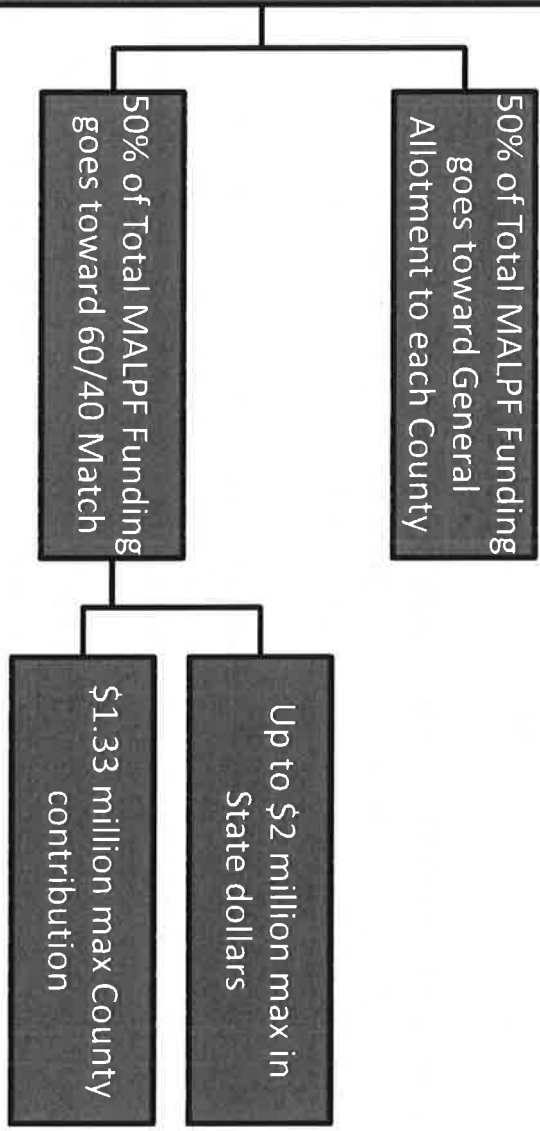 50% of Total MALPF Funding
goes toward General
Allotment to each County
50% of Total MALPF Funding
goes toward 60/40 Match
Up to $2 million max in
State dollars
$1.33 million max County
contribution